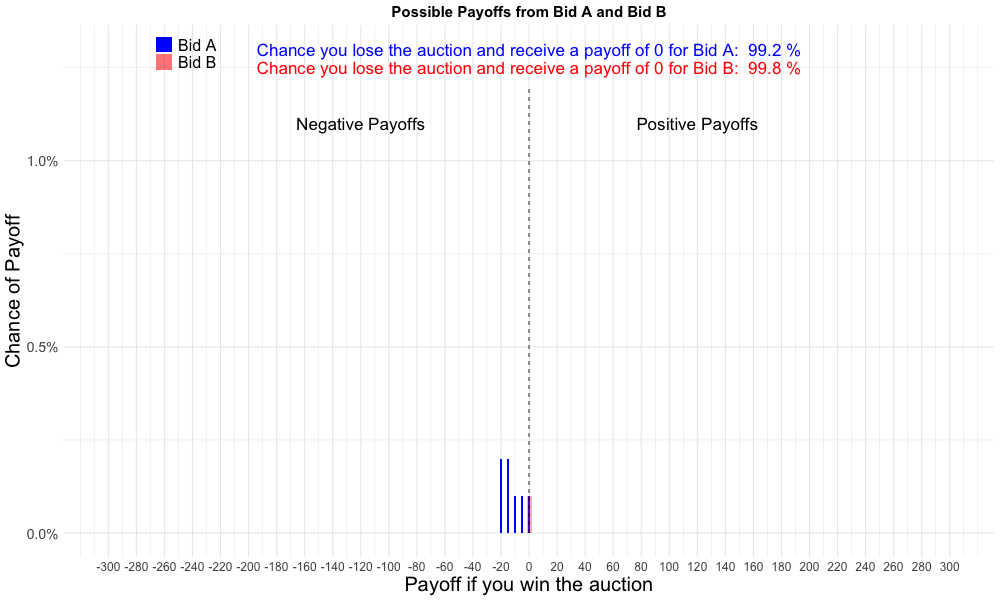 Possible Payoffs from Bid A and Bid B
Bid A
Bid B
Chance you lose the auction and receive a payoff of 0 for Bid A: 99.2 %
Chance you lose the auction and receive a payoff of 0 for Bid B: 99.8 %
Negative Payoffs
Positive Payoffs
Chance of Payoff
1.0%
0.5%
0.0%
-300 -280 -260 -240 -220 -200 -180 -160 -140 -120 -100 -80 -60 -40 -20 0 20 40 60 80 100 120 140 160 180 200 220 240 260 280 300
Payoff if you win the auction